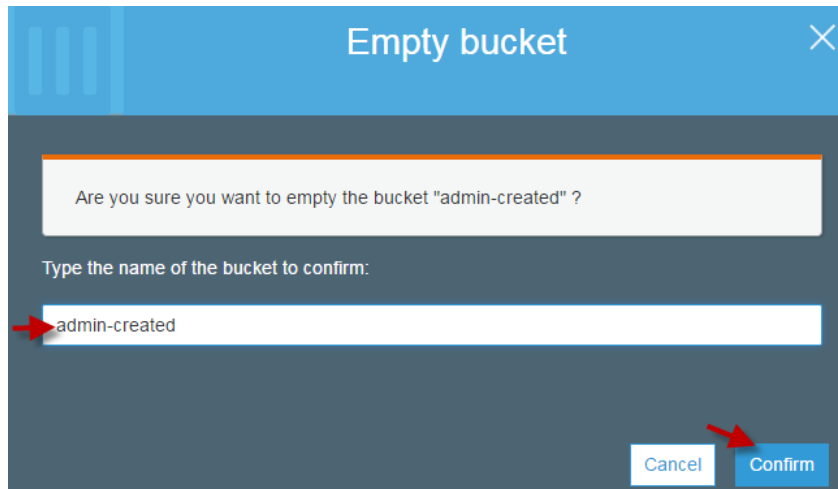 Empty bucket
Are you sure you want to empty the bucket "admin-created" ?
Type the name of the bucket to confirm:
admin-created
Cancel Confirm